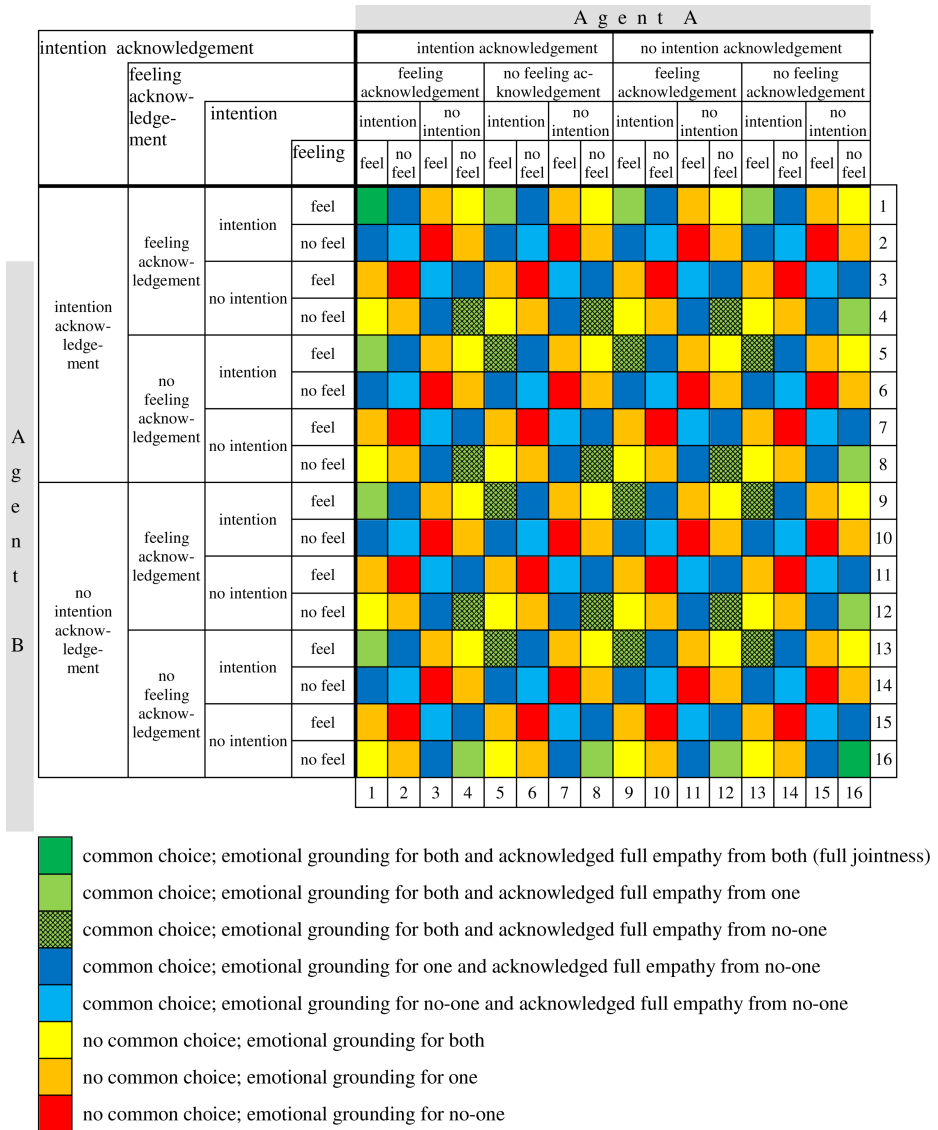 Agent A
intention acknowledgement
feeling
acknow-
ledge-
ment
intention
feeling
intention acknowledgement
no intention acknowledgement
feeling
acknowledgement
no feeling ac-
knowledgement
feeling
acknowledgement
no feeling
acknowledgement
intention
no
intention
intention
no
intention
intention
no
intention
intention
no
intention
feel
no
feel
feel
no
feel
feel
no
feel
feel
no
feel
feel
no
feel
feel
no
feel
feel
no
feel
feel
no
feel
Agent B
intention
acknow-
ledge-
ment
feeling
acknow-
ledgement
intention
feel
1
no feel
2
no intention
feel
3
no feel
4
no
feeling
acknow-
ledgement
intention
feel
5
no feel
6
no intention
feel
7
no feel
8
no
intention
acknow-
ledge-
ment
feeling
acknow-
ledgement
intention
feel
9
no feel
10
no intention
feel
11
no feel
12
no
feeling
acknow-
ledgement
intention
feel
13
no feel
14
no intention
feel
15
no feel
16
1 2 3 4 5 6 7 8 9 10 11 12 13 14 15 16
common choice; emotional grounding for both and acknowledged full empathy from both (full jointness)
common choice; emotional grounding for both and acknowledged full empathy from one
common choice; emotional grounding for both and acknowledged full empathy from no-one
common choice; emotional grounding for one and acknowledged full empathy from no-one
common choice; emotional grounding for no-one and acknowledged full empathy from no-one
no common choice; emotional grounding for both
no common choice; emotional grounding for one
no common choice; emotional grounding for no-one